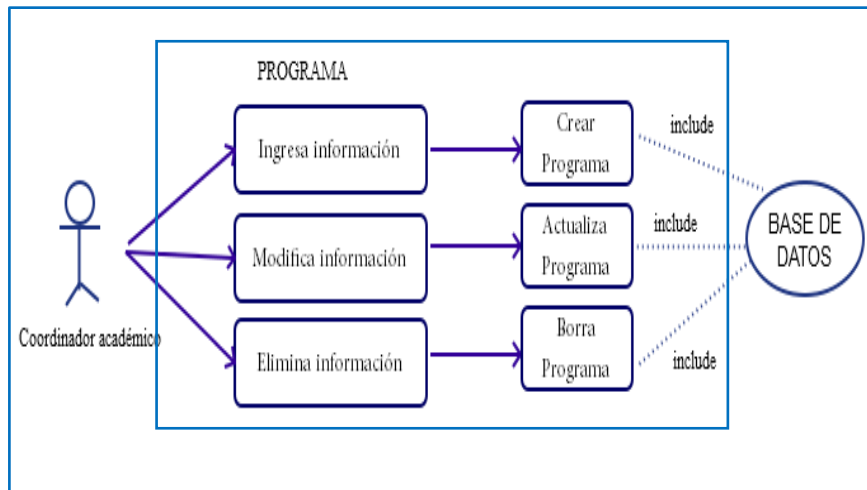 PROGRAMA
Ingresa información
Crear
Programa
include
Modifica información
Actualiza
Programa
include
BASE DE
DATOS
Coordinador académico
Elimina información
Borra
Programa
include